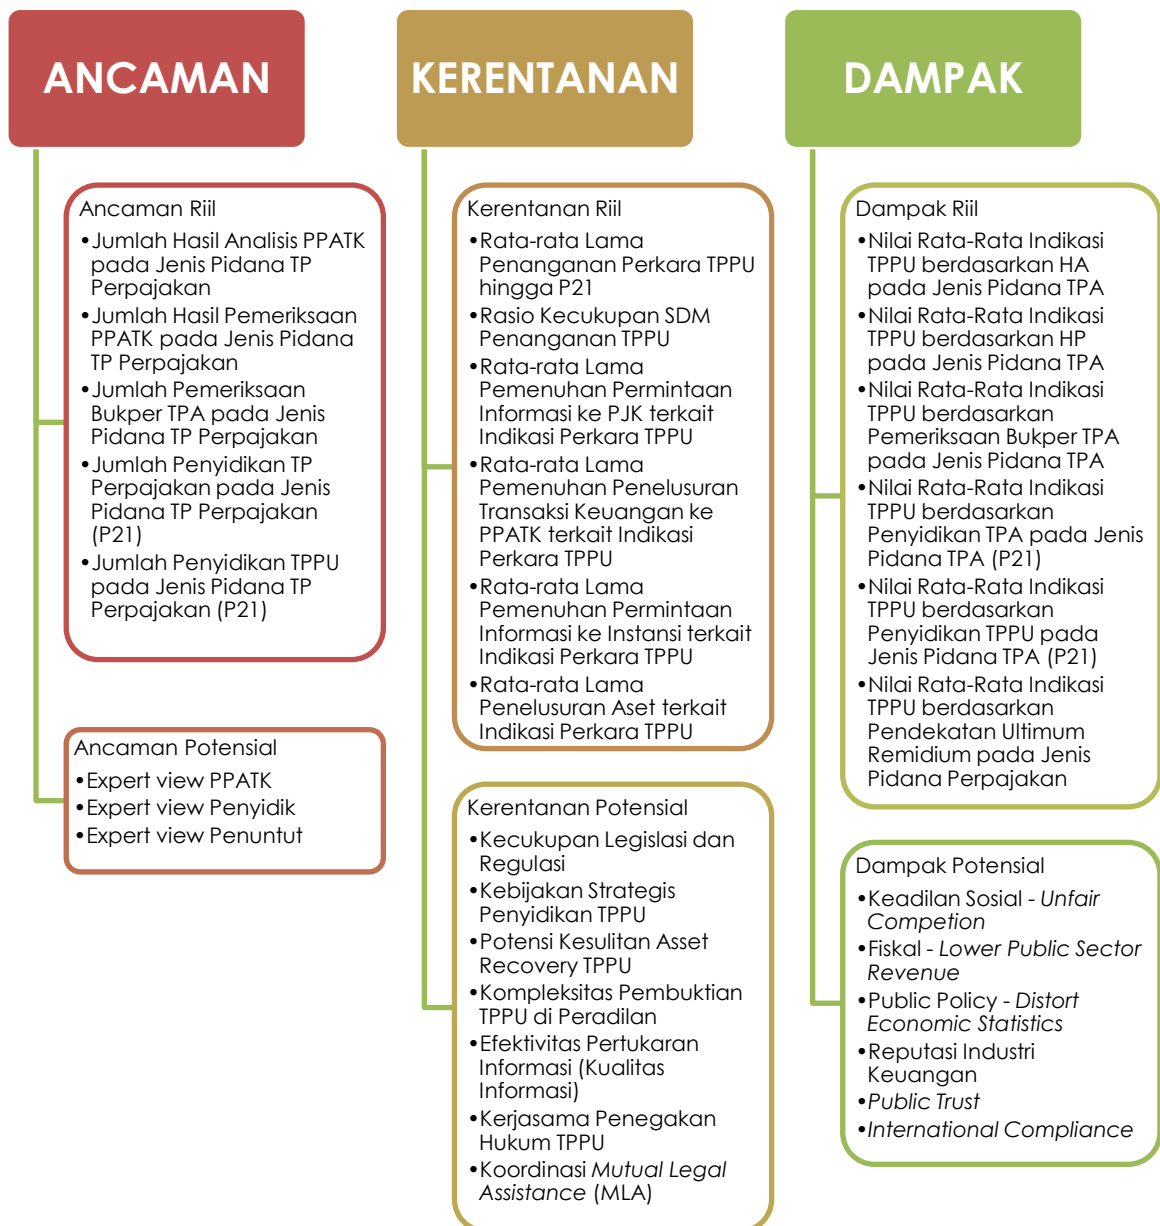 ANCAMAN
Ancaman Riil
•Jumlah Hasil Analisis PPATK
pada Jenis Pidana TP
Perpajakan
•Jumlah Hasil Pemeriksaan
PPATK pada Jenis Pidana
TP Perpajakan
•Jumlah Pemeriksaan
Bukper TPA pada Jenis
Pidana TP Perpajakan
•Jumlah Penyidikan TP
Perpajakan pada Jenis
Pidana TP Perpajakan
(P21)
•Jumlah Penyidikan TPPU
pada Jenis Pidana TP
Perpajakan (P21)
Ancaman Potensial
•Expert view PPATK
•Expert view Penyidik
•Expert view Penuntut
KERENTANAN
Kerentanan Riil
•Rata-rata Lama
Penanganan Perkara TPPU
hingga P21
•Rasio Kecukupan SDM
Penanganan TPPU
•Rata-rata Lama
Pemenuhan Permintaan
Informasi ke PJK terkait
Indikasi Perkara TPPU
•Rata-rata Lama
Pemenuhan Penelusuran
Transaksi Keuangan ke
PPATK terkait Indikasi
Perkara TPPU
•Rata-rata Lama
Pemenuhan Permintaan
Informasi ke Instansi terkait
Indikasi Perkara TPPU
•Rata-rata Lama
Penelusuran Aset terkait
Indikasi Perkara TPPU
Kerentanan Potensial
•Kecukupan Legislasi dan
Regulasi
•Kebijakan Strategis
Penyidikan TPPU
•Potensi Kesulitan Asset
Recovery TPPU
•Kompleksitas Pembuktian
TPPU di Peradilan
•Efektivitas Pertukaran
Informasi (Kualitas
Informasi)
•Kerjasama Penegakan
Hukum TPPU
•Koordinasi Mutual Legal
Assistance (MLA)
DAMPAK
Dampak Riil
•Nilai Rata-Rata Indikasi
TPPU berdasarkan HA
pada Jenis Pidana TPA
•Nilai Rata-Rata Indikasi
TPPU berdasarkan HP
pada Jenis Pidana TPA
•Nilai Rata-Rata Indikasi
TPPU berdasarkan
Pemeriksaan Bukper TPA
pada Jenis Pidana TPA
•Nilai Rata-Rata Indikasi
TPPU berdasarkan
Penyidikan TPA pada Jenis
Pidana TPA (P21)
•Nilai Rata-Rata Indikasi
TPPU berdasarkan
Penyidikan TPPU pada
Jenis Pidana TPA (P21)
•Nilai Rata-Rata Indikasi
TPPU berdasarkan
Pendekatan Ultimum
Remidium pada Jenis
Pidana Perpajakan
Dampak Potensial
•Keadilan Sosial - Unfair
Competion
•Fiskal - Lower Public Sector
Revenue
•Public Policy - Distort
Economic Statistics
•Reputasi Industri
Keuangan
•Public Trust
•International Compliance